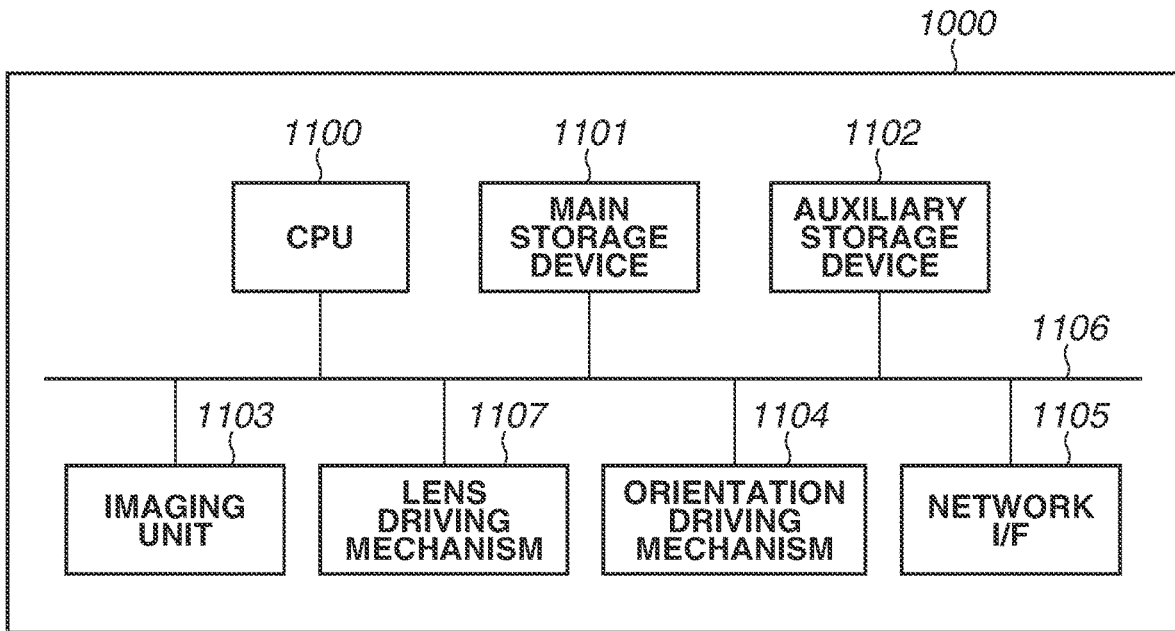 1000
1100
1101
1102
CPU
MAIN
STORAGE
DEVICE
AUXILIARY
STORAGE
DEVICE
1106
1103
1107
1104
1105
IMAGING
UNIT
LENS
DRIVING
MECHANISM
ORIENTATION
DRIVING
MECHANISM
NETWORK
I/F